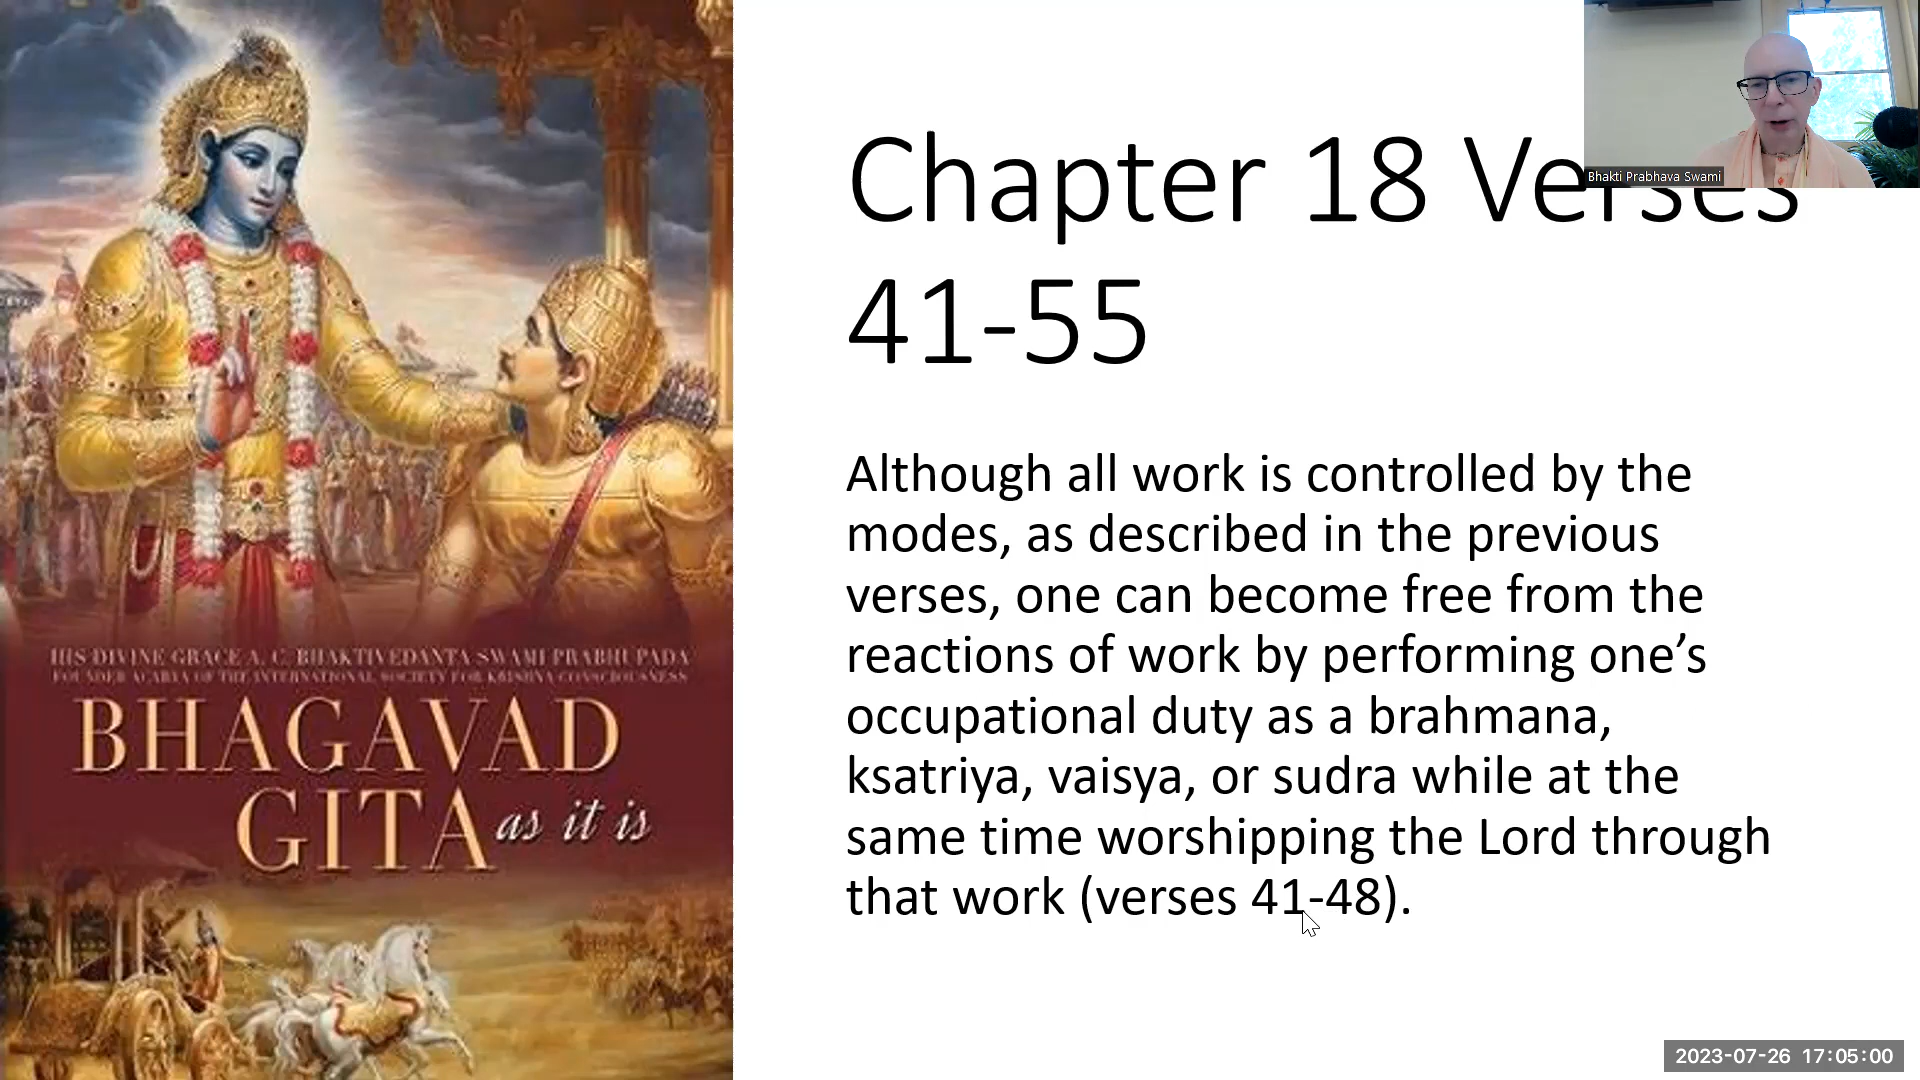 Chapter 18 Verses
41-55
Although all work is controlled by the
modes, as described in the previous
verses, one can become free from the
reactions of work by performing one’s
occupational duty as a brahmana,
ksatriya, vaisya, or sudra while at the
same time worshipping the Lord through
that work (verses 41-48).
HIS DIVINE GRACE A. C. BHAKTIVEDANTA SWAMI PRABHUPADA
FOUNDER ACARYA OF THE INTERNATIONAL SOCIETY FOR KRISHNA CONSCIOUSNESS
BHAGAVAD
GITA as it is
Bhakti Prabhava Swami
2023-07-26 17:05:00